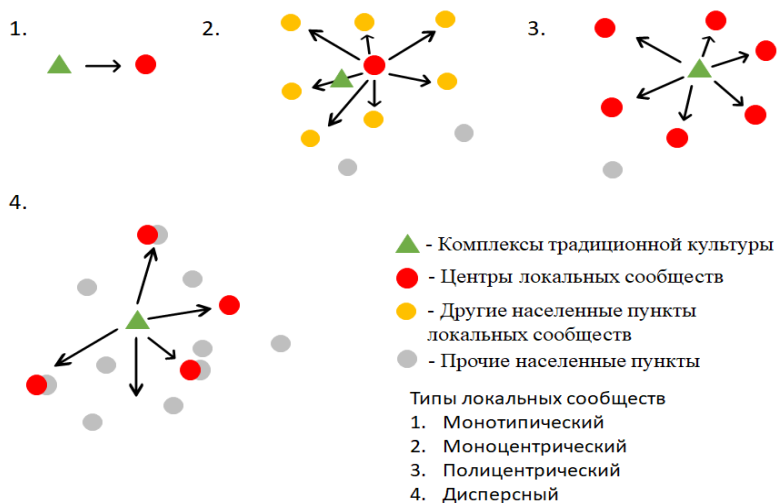 1.
2.
3.
4.
- Комплексы традиционной культуры
- Центры локальных сообществ
- Другие населенные пункты
локальных сообществ
- Прочие населенные пункты
Типы локальных сообществ
1. Монотипический
2. Моноцентрический
3. Полицентрический
4. Дисперсный